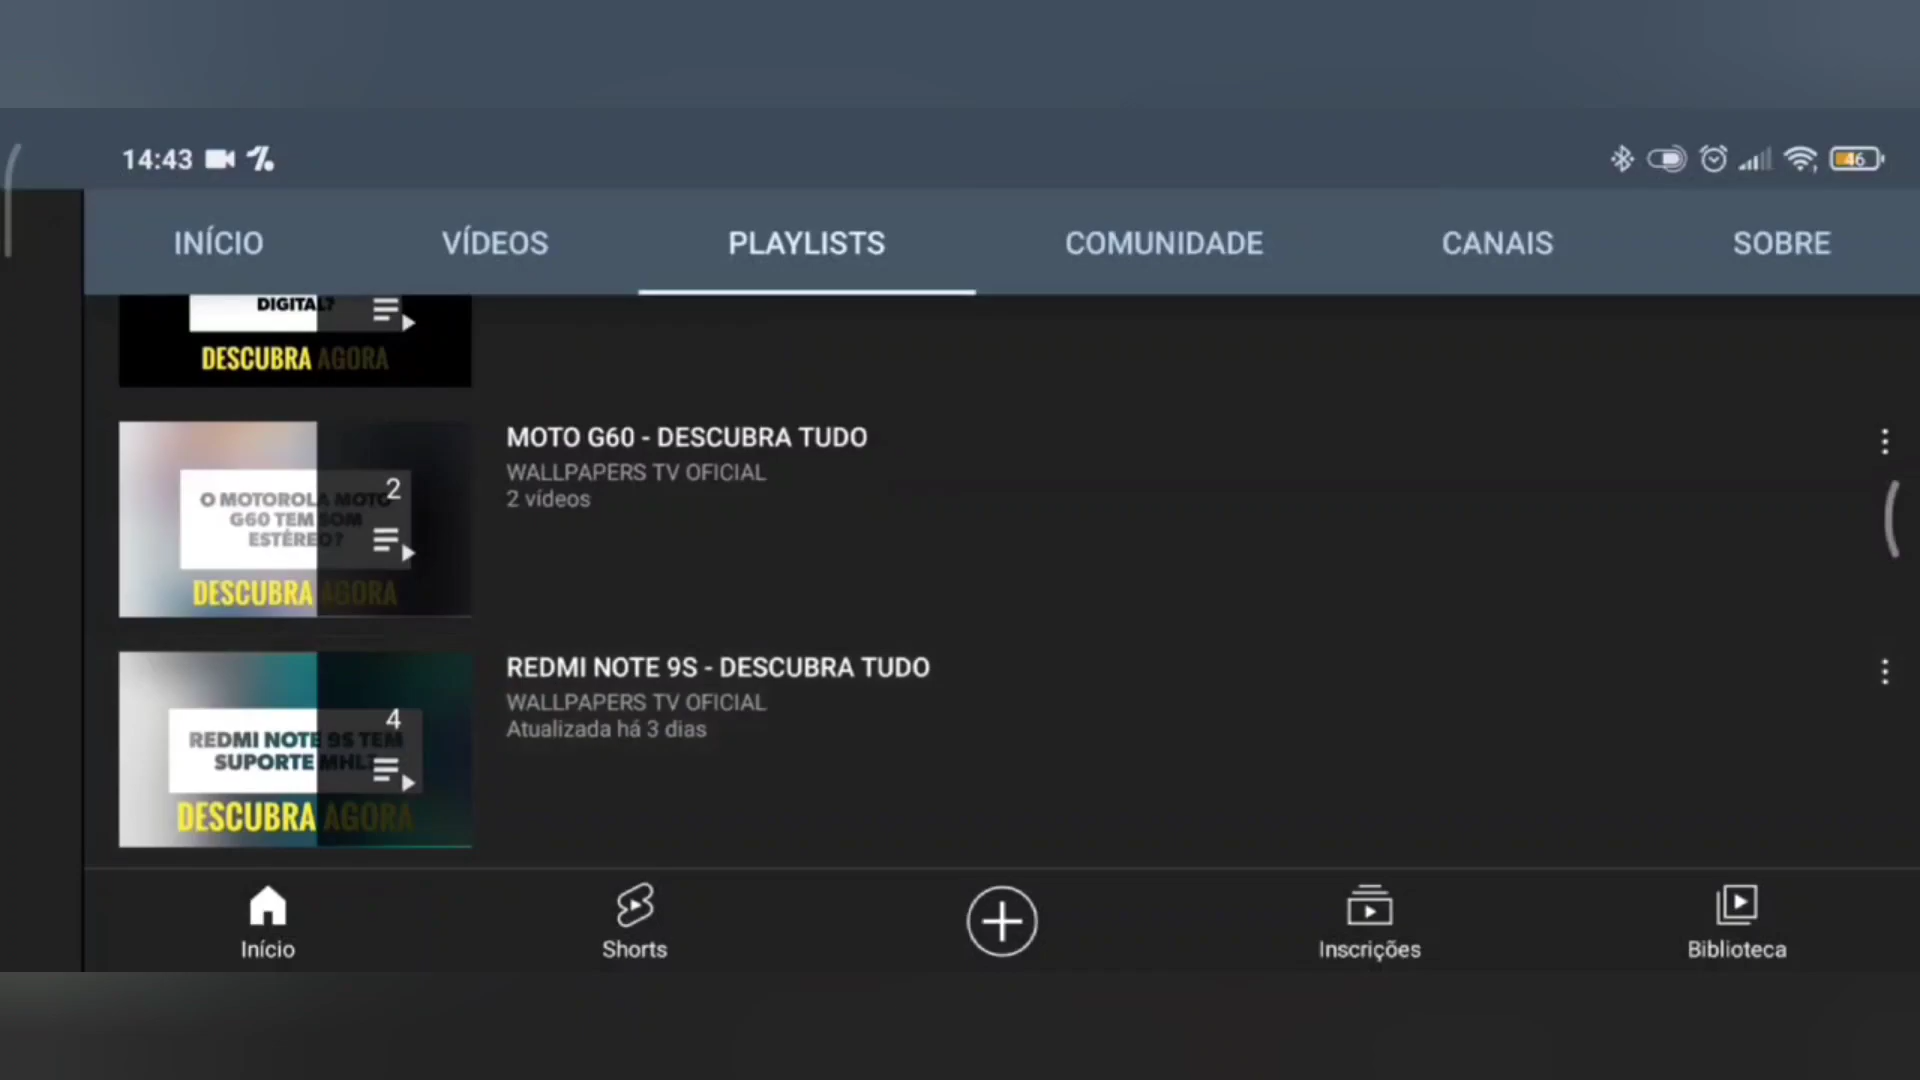 14:43
46
INÍCIO VÍDEOS PLAYLISTS COMUNIDADE CANAIS SOBRE
DIGITAL?
DESCUBRA AGORA
MOTO G60 - DESCUBRA TUDO
WALLPAPERS TV OFICIAL
2 vídeos
2
O MOTOROLA MOTO
G60 TEM SOM
ESTÉREO?
DESCUBRA AGORA
REDMI NOTE 9S - DESCUBRA TUDO
WALLPAPERS TV OFICIAL
Atualizada há 3 dias
4
REDMI NOTE 9S TEM
SUPORTE MHL?
DESCUBRA AGORA
Início Shorts Inscrições Biblioteca